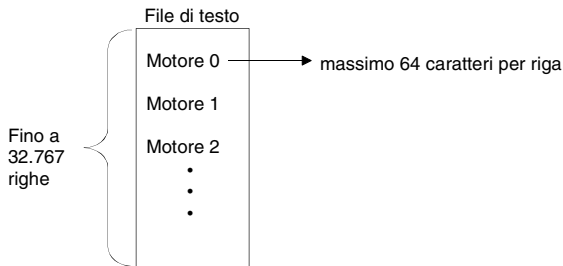 File di testo
Motore 0
massimo 64 caratteri per riga
Motore 1
Motore 2
Fino a
32.767
righe